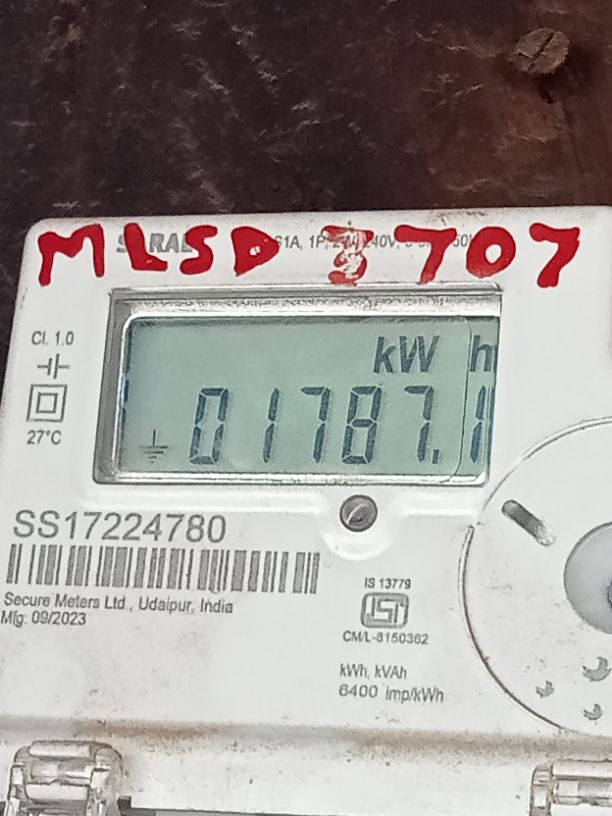 MLSD 3707
Cl. 1.0
27°C
kWh
01787.1
SS17224780
Secure Meters Ltd., Udaipur, India
Mfg: 09/2023
IS 13779
CM/L-8150362
kWh, kVAh
6400 imp/kWh